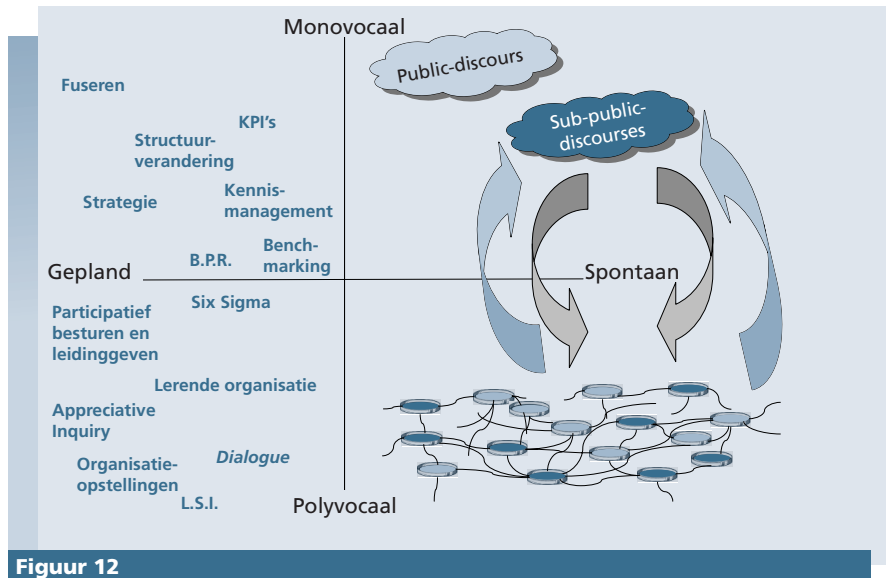 Monovocaal
Public-discours
Fuseren
Sub-public-
discourses
KPI's
Structuur-
verandering
Strategie
Kennis-
management
B.P.R.
Bench-
marking
Gepland
Spontaan
Six Sigma
Participatief
besturen en
leidinggeven
Lerende organisatie
Appreciative
Inquiry
Dialogue
Organisatie-
opstellingen
L.S.I.
Polyvocaal
Figuur 12